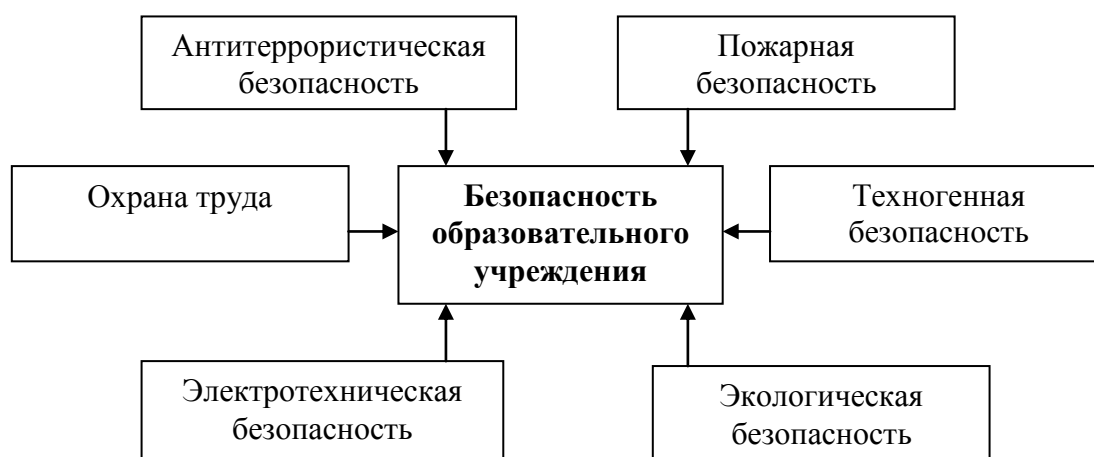 Антитеррористическая
безопасность
Пожарная
безопасность
Охрана труда
Безопасность
образовательного
учреждения
Техногенная
безопасность
Электротехническая
безопасность
Экологическая
безопасность